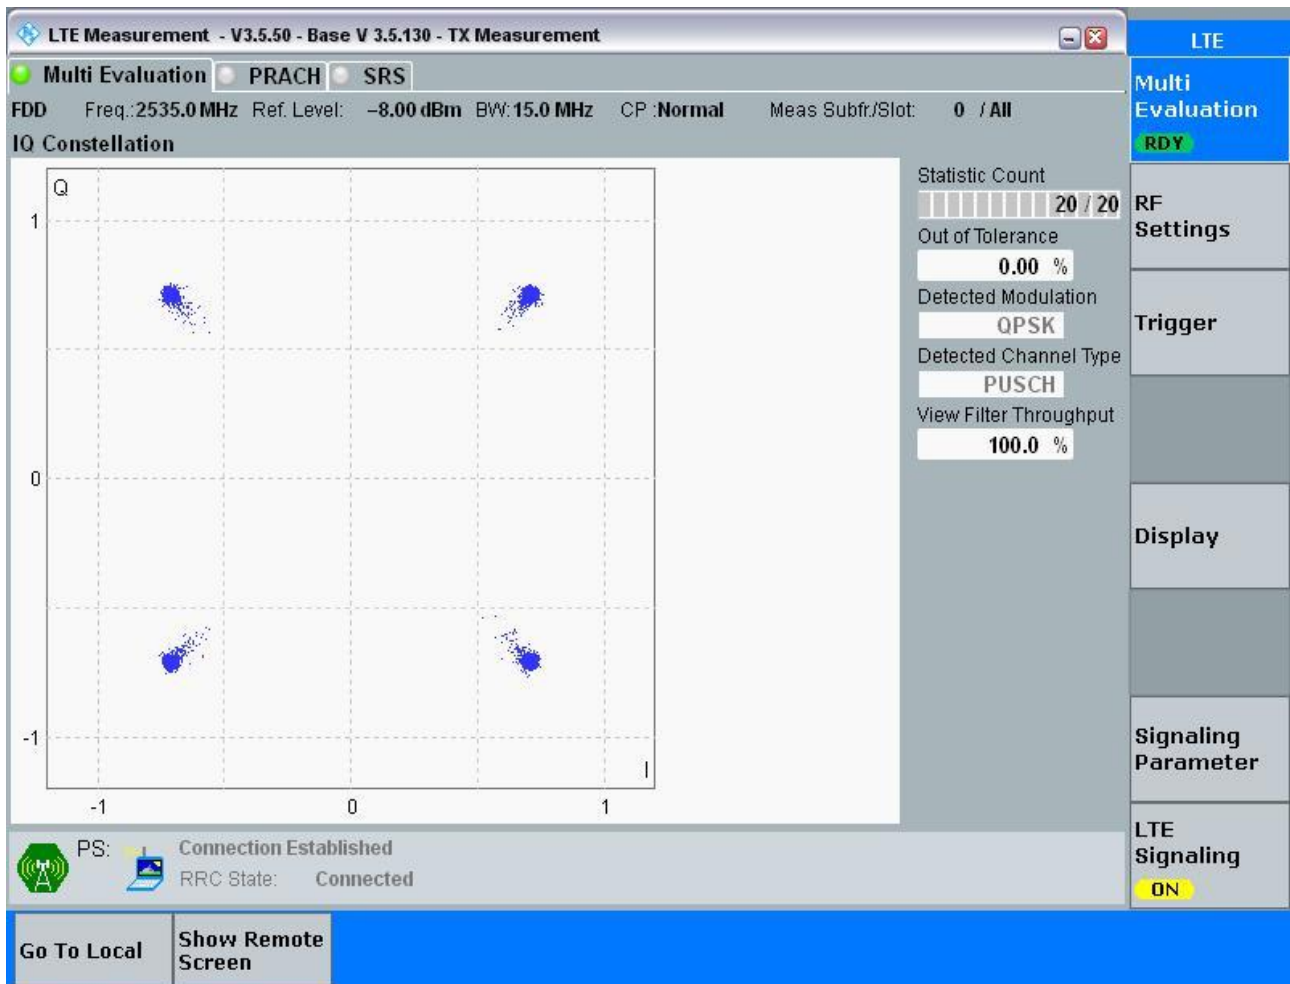 LTE Measurement - V3.5.50 - Base V 3.5.130 - TX Measurement
LTE
Multi Evaluation PRACH SRS
FDD Freq.:2535.0 MHz Ref. Level: -8.00 dBm BW:15.0 MHz CP :Normal Meas Subfr./Slot: 0 / All
IQ Constellation
Q
1
0
-1
I
-1 0 1
Statistic Count
20 / 20
Out of Tolerance
0.00 %
Detected Modulation
QPSK
Detected Channel Type
PUSCH
View Filter Throughput
100.0 %
Multi
Evaluation
RDY
RF
Settings
Trigger
Display
Signaling
Parameter
LTE
Signaling
ON
PS: Connection Established
RRC State: Connected
Go To Local
Show Remote
Screen